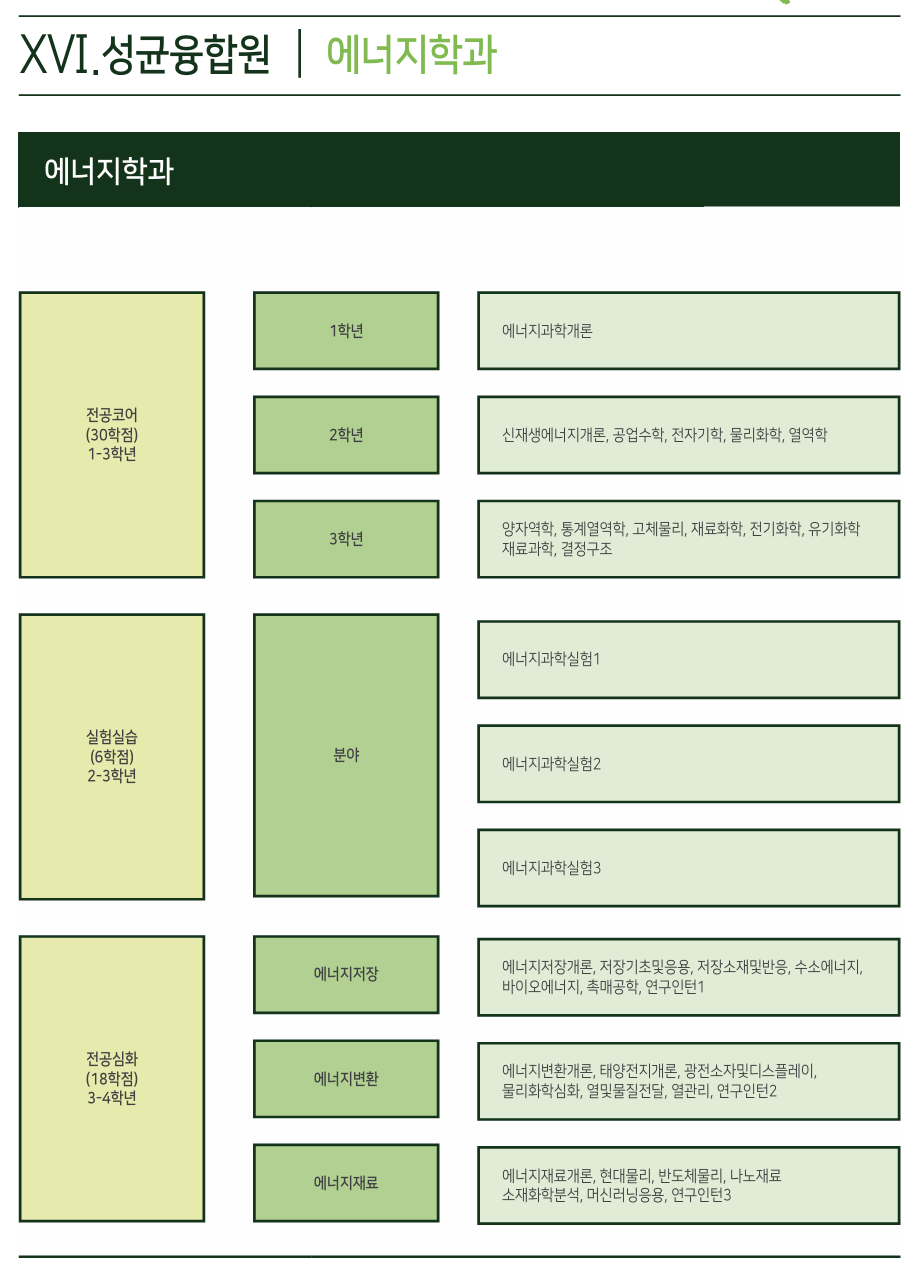 XVI.성균융합원 | 에너지학과
에너지학과
전공코어
(30학점)
1-3학년
1학년
에너지과학개론
2학년
신재생에너지개론, 공업수학, 전자기학, 물리화학, 열역학
3학년
양자역학, 통계열역학, 고체물리, 재료화학, 전기화학, 유기화학
재료과학, 결정구조
실험실습
(6학점)
2-3학년
분야
에너지과학실험1
에너지과학실험2
에너지과학실험3
전공심화
(18학점)
3-4학년
에너지저장
에너지저장개론, 저장기초및응용, 저장소재및반응, 수소에너지,
바이오에너지, 촉매공학, 연구인턴1
에너지변환
에너지변환개론, 태양전지개론, 광전소자및디스플레이,
물리화학심화, 열및물질전달, 열관리, 연구인턴2
에너지재료
에너지재료개론, 현대물리, 반도체물리, 나노재료
소재화학분석, 머신러닝응용, 연구인턴3